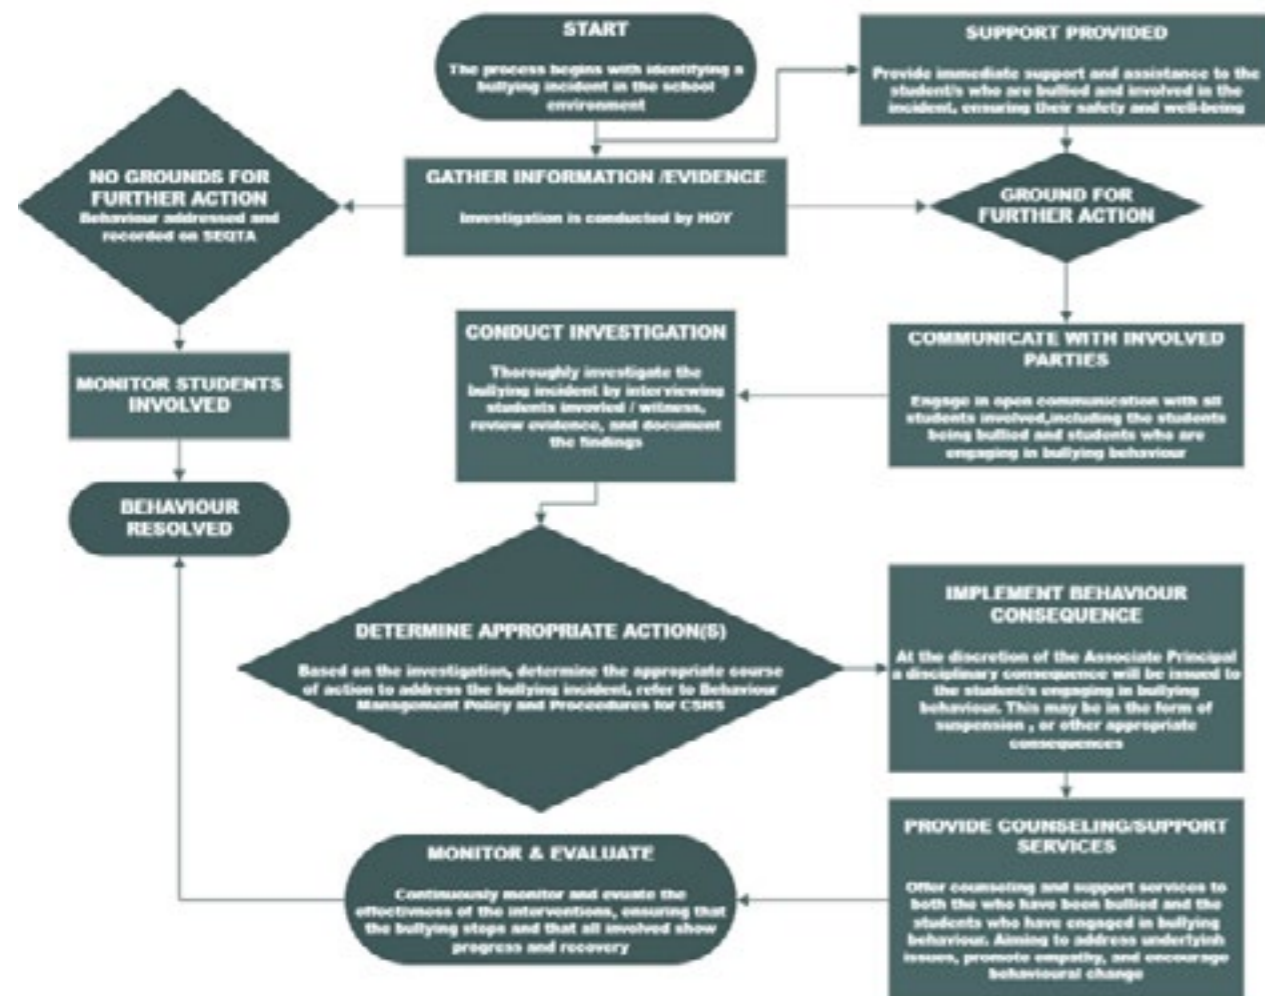 START
The process begins with identifying a
bullying incident in the school
environment
SUPPORT PROVIDED
Provide immediate support and assistance to the
student/s who are bullied and involved in the
incident, ensuring their safety and well-being
NO GROUNDS FOR
FURTHER ACTION
Behaviour addressed and
recorded on SEQTA
GATHER INFORMATION /EVIDENCE
Investigation is conducted by HOY
GROUND FOR
FURTHER ACTION
MONITOR STUDENTS
INVOLVED
CONDUCT INVESTIGATION
Thoroughly investigate the
bullying incident by interviewing
students invovled / witness,
review evidence, and document
the findings
COMMUNICATE WITH INVOLVED
PARTIES
Engage in open communication with all
students involved,including the students
being bullied and students who are
engaging in bullying behaviour
BEHAVIOUR
RESOLVED
DETERMINE APPROPRIATE ACTION(S)
Based on the investigation, determine the appropriate course
of action to address the bullying incident, refer to Behaviour
Management Policy and Proceedures for CSHS
IMPLEMENT BEHAVIOUR
CONSEQUENCE
At the discretion of the Associate Principal
a disciplinary consequence will be issued to
the student/s engaging in bullying
behaviour. This may be in the form of
suspension , or other appropriate
consequences
MONITOR & EVALUATE
Continuously monitor and evuate the
effectivness of the interventions, ensuring that
the bullying stops and that all involved show
progress and recovery
PROVIDE COUNSELING/SUPPORT
SERVICES
Offer counseling and support services to
both the who have been bullied and the
students who have engaged in bullying
behaviour. Aiming to address underlyinh
issues, promote empathy, and encourage
behavioural change